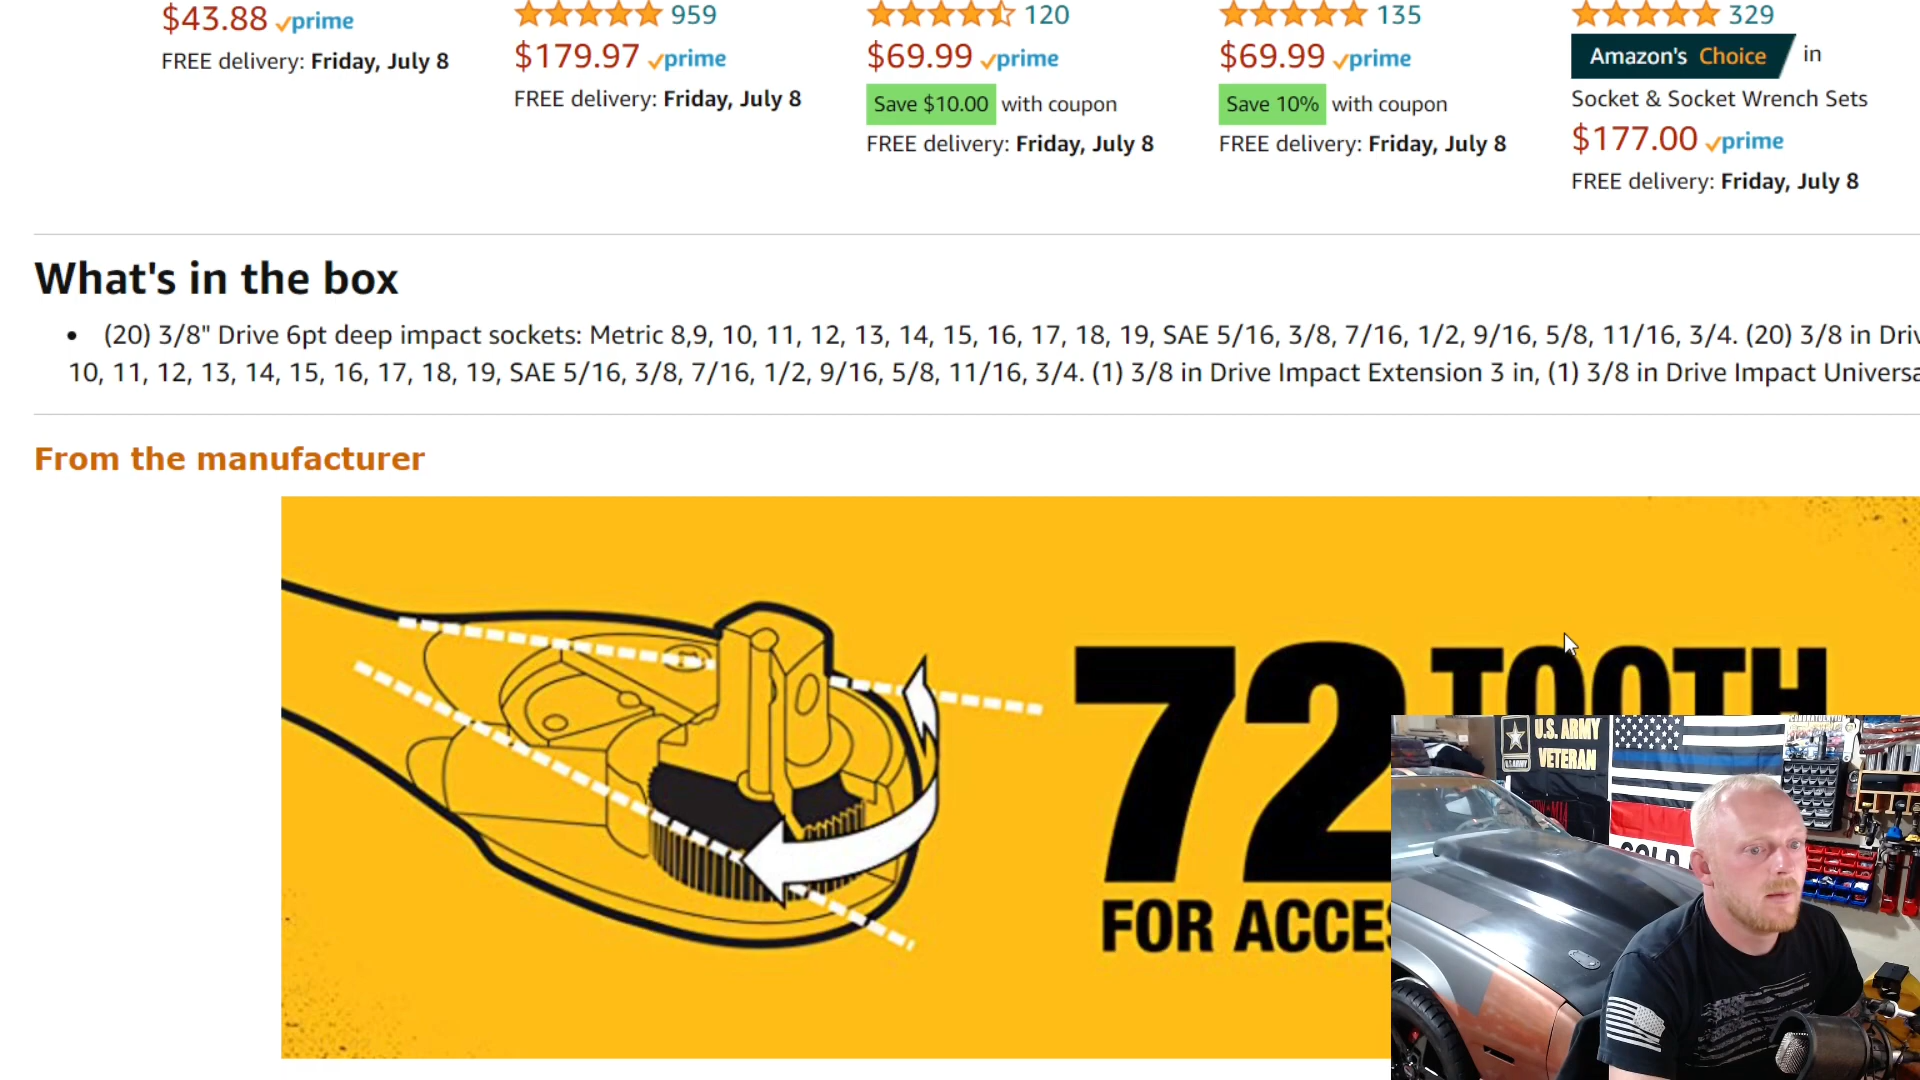 $43.88 prime
FREE delivery: Friday, July 8
959
$179.97 prime
FREE delivery: Friday, July 8
120
$69.99 prime
Save $10.00 with coupon
FREE delivery: Friday, July 8
135
$69.99 prime
Save 10% with coupon
FREE delivery: Friday, July 8
329
Amazon's Choice in
Socket & Socket Wrench Sets
$177.00 prime
FREE delivery: Friday, July 8
What's in the box
• (20) 3/8" Drive 6pt deep impact sockets: Metric 8,9, 10, 11, 12, 13, 14, 15, 16, 17, 18, 19, SAE 5/16, 3/8, 7/16, 1/2, 9/16, 5/8, 11/16, 3/4. (20) 3/8 in
10, 11, 12, 13, 14, 15, 16, 17, 18, 19, SAE 5/16, 3/8, 7/16, 1/2, 9/16, 5/8, 11/16, 3/4. (1) 3/8 in Drive Impact Extension 3 in, (1) 3/8 in Drive Impact
From the manufacturer
72 TOOTH
FOR
U.S. ARMY
VETERAN